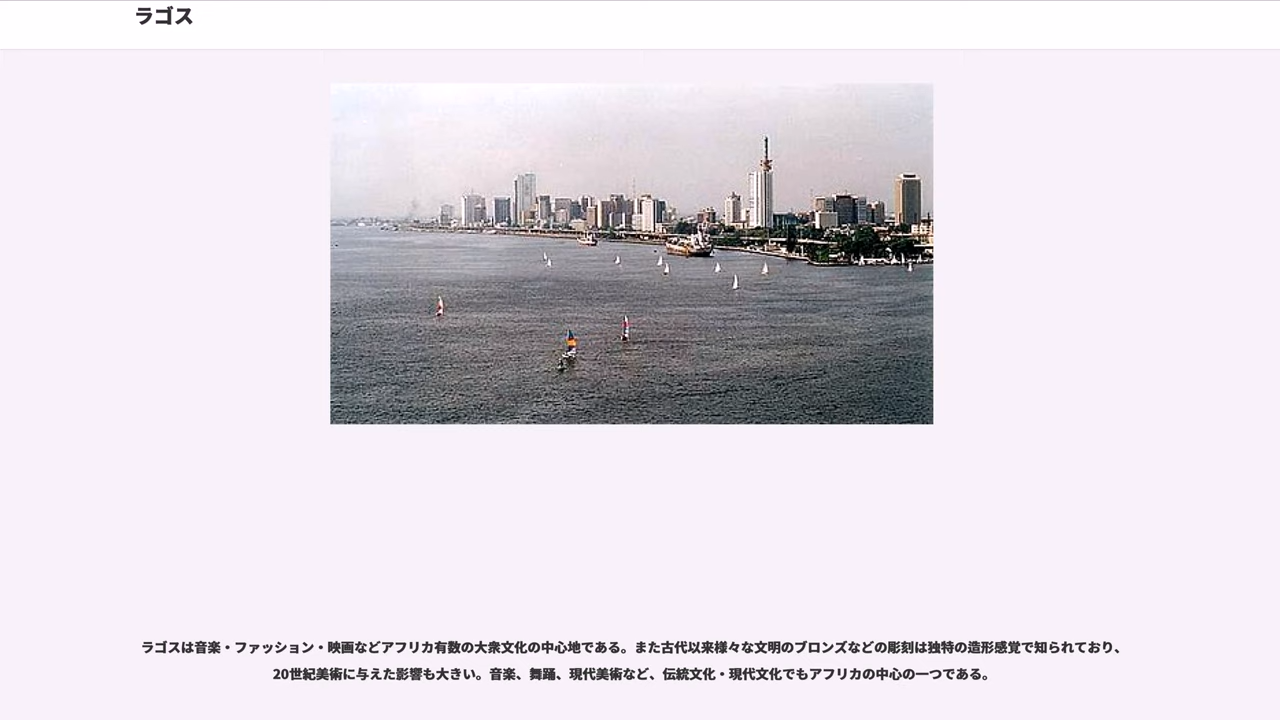 ラゴス
ラゴスは音楽・ファッション・映画などアフリカ有数の大衆文化の中心地である。また古代以来様々な文明のブロンズなどの彫刻は独特の造形感覚で知られており、
20世紀美術に与えた影響も大きい。音楽、舞踊、現代美術など、伝統文化・現代文化でもアフリカの中心の一つである。